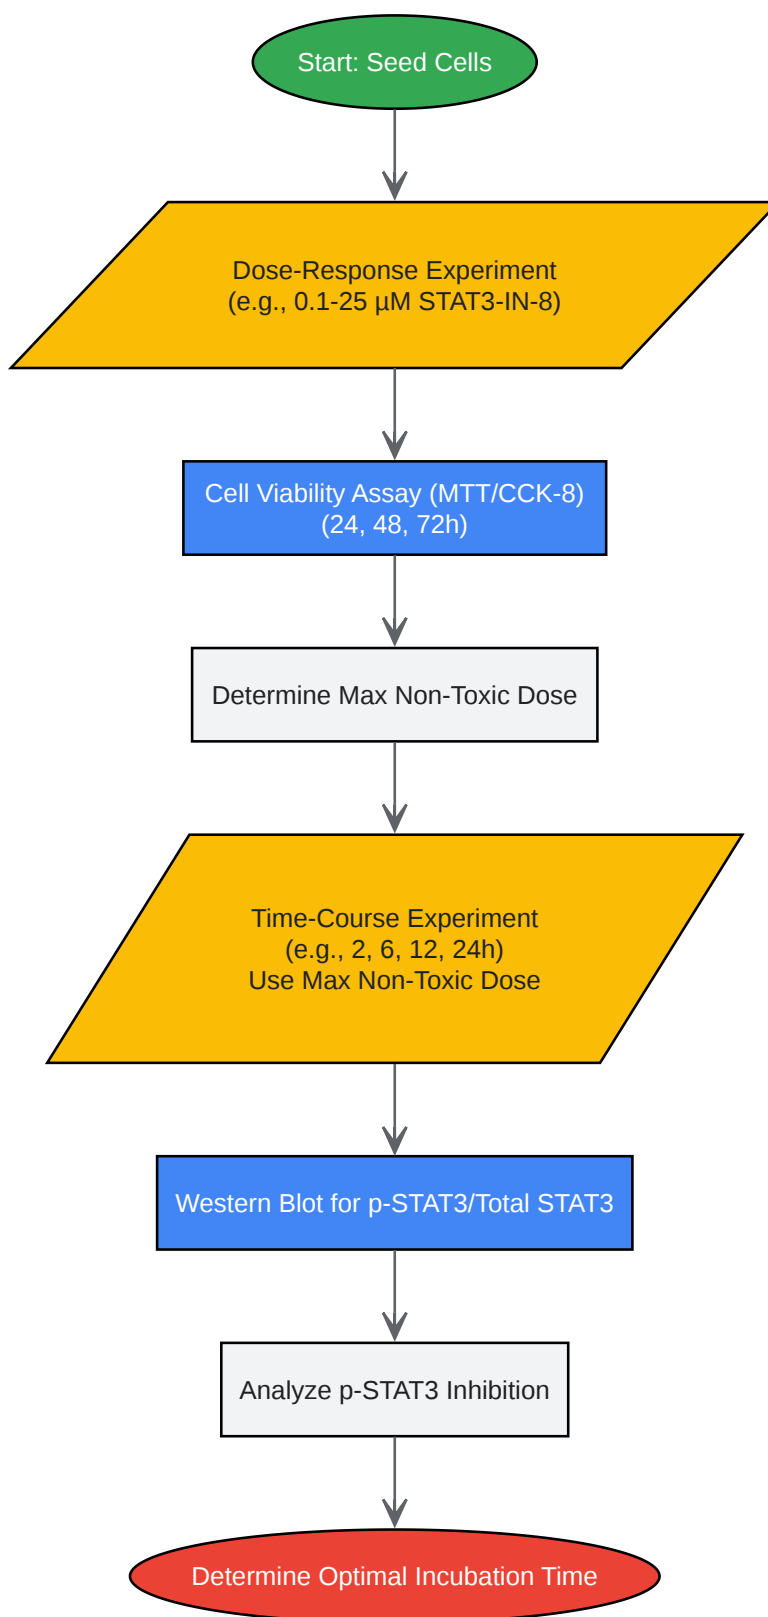 Start: Seed Cells
Dose-Response Experiment
(e.g., 0.1-25 µM STAT3-IN-8)
Cell Viability Assay (MTT/CCK-8)
(24, 48, 72h)
Determine Max Non-Toxic Dose
Time-Course Experiment
(e.g., 2, 6, 12, 24h)
Use Max Non-Toxic Dose
Western Blot for p-STAT3/Total STAT3
Analyze p-STAT3 Inhibition
Determine Optimal Incubation Time